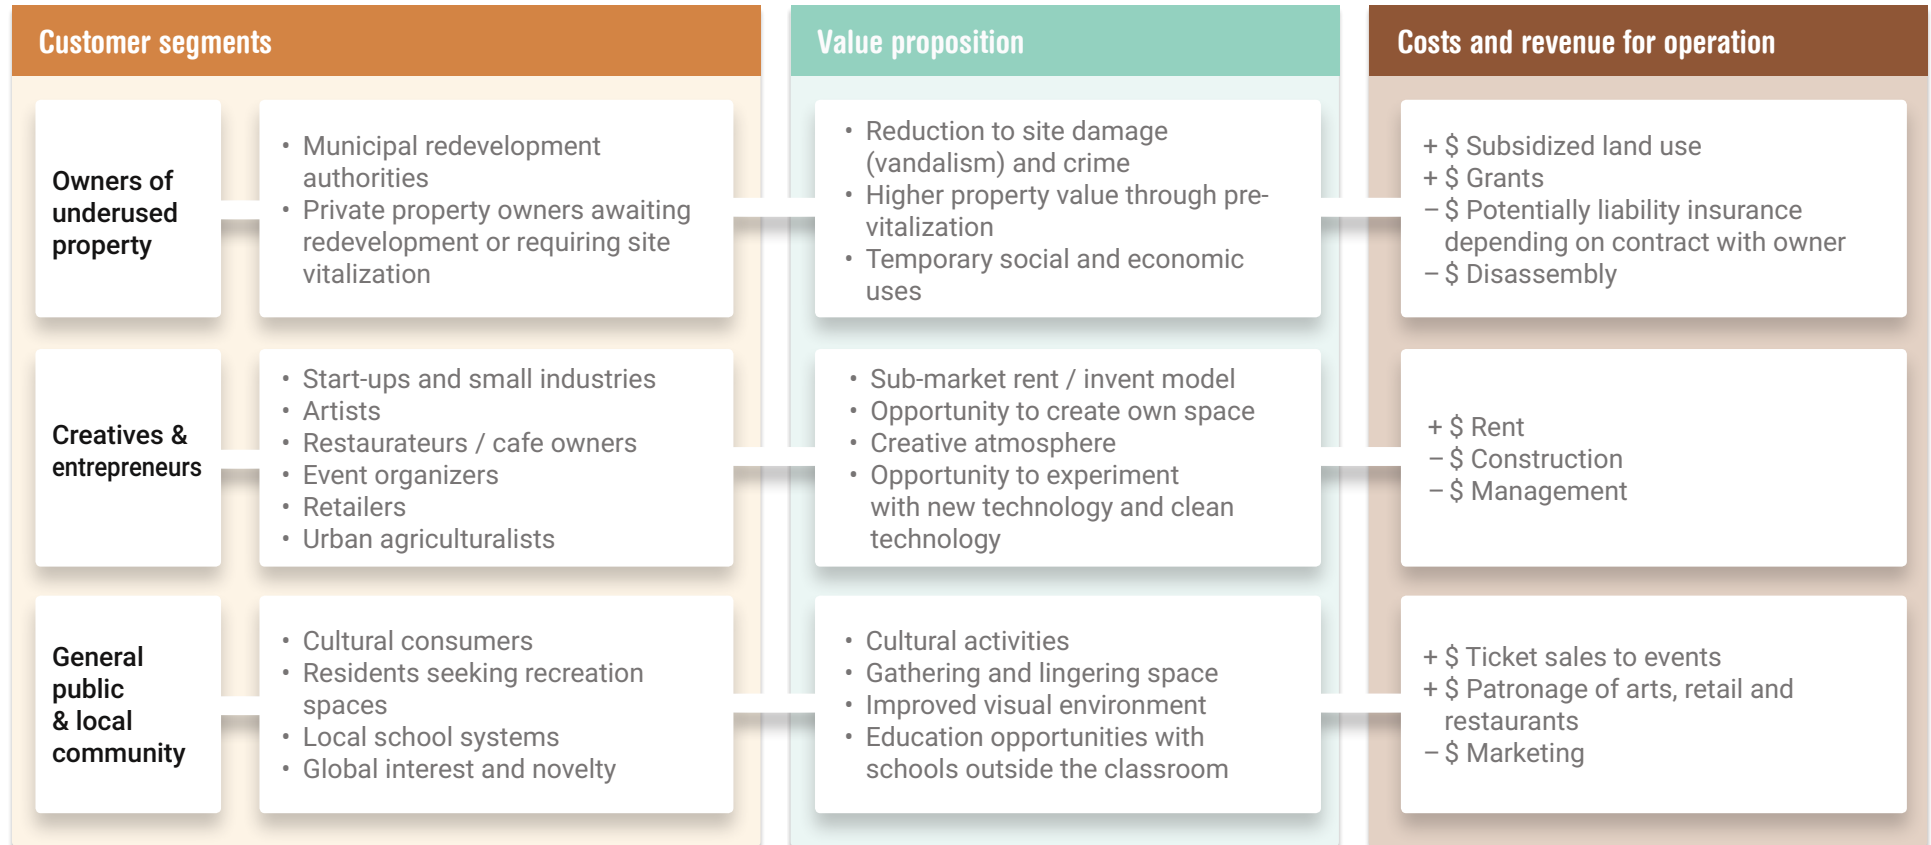 Customer segments
Value proposition
Costs and revenue for operation
Owners of
underused
property
• Municipal redevelopment
authorities
• Private property owners awaiting
redevelopment or requiring site
vitalization
• Reduction to site damage
(vandalism) and crime
• Higher property value through pre-
vitalization
• Temporary social and economic
uses
+ $ Subsidized land use
+ $ Grants
– $ Potentially liability insurance
depending on contract with owner
– $ Disassembly
Creatives &
entrepreneurs
• Start-ups and small industries
• Artists
• Restaurateurs / cafe owners
• Event organizers
• Retailers
• Urban agriculturalists
• Sub-market rent / invent model
• Opportunity to create own space
• Creative atmosphere
• Opportunity to experiment
with new technology and clean
technology
+ $ Rent
– $ Construction
– $ Management
General
public
& local
community
• Cultural consumers
• Residents seeking recreation
spaces
• Local school systems
• Global interest and novelty
• Cultural activities
• Gathering and lingering space
• Improved visual environment
• Education opportunities with
schools outside the classroom
+ $ Ticket sales to events
+ $ Patronage of arts, retail and
restaurants
– $ Marketing